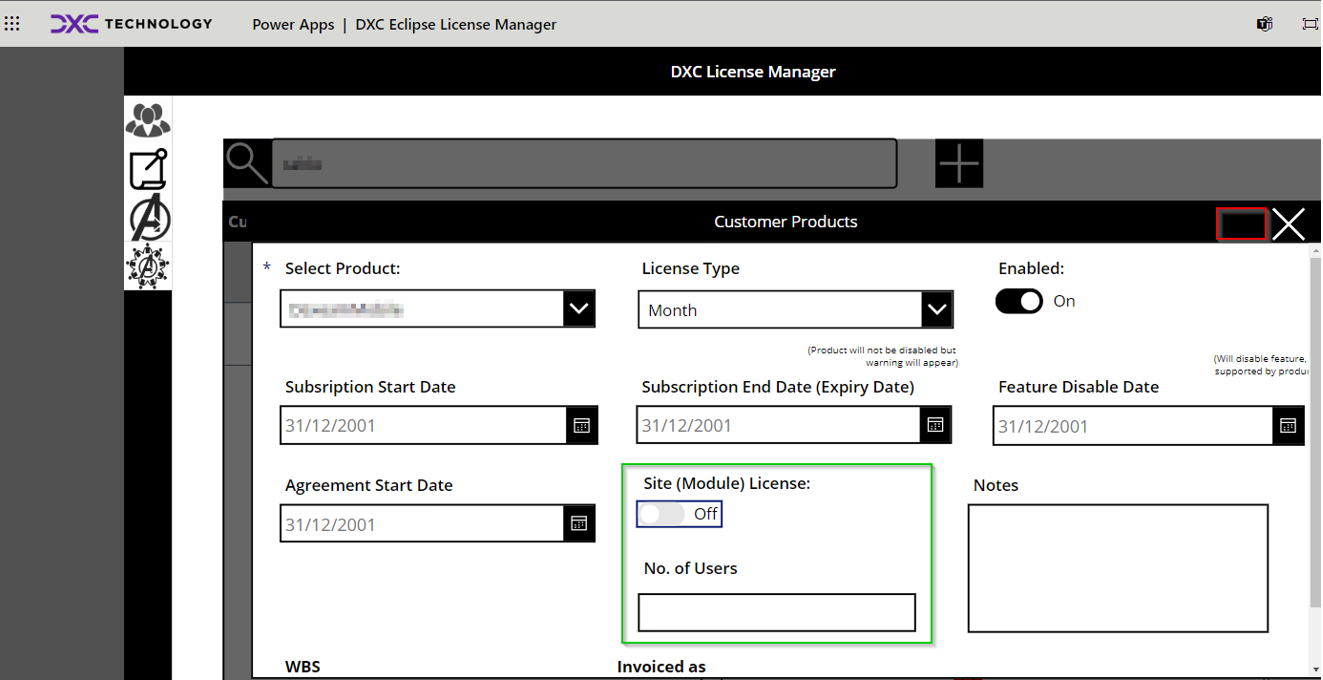 DXC TECHNOLOGY Power Apps | DXC Eclipse License Manager
DXC License Manager
Cu
Customer Products
* Select Product:
License Type
Enabled:
Month
On
(Product will not be disabled but
warning will appear)
(Will disable feature,
supported by produ
Subsription Start Date
Subscription End Date (Expiry Date)
Feature Disable Date
31/12/2001
31/12/2001
31/12/2001
Agreement Start Date
Site (Module) License:
Notes
31/12/2001
Off
No. of Users
WBS
Invoiced as